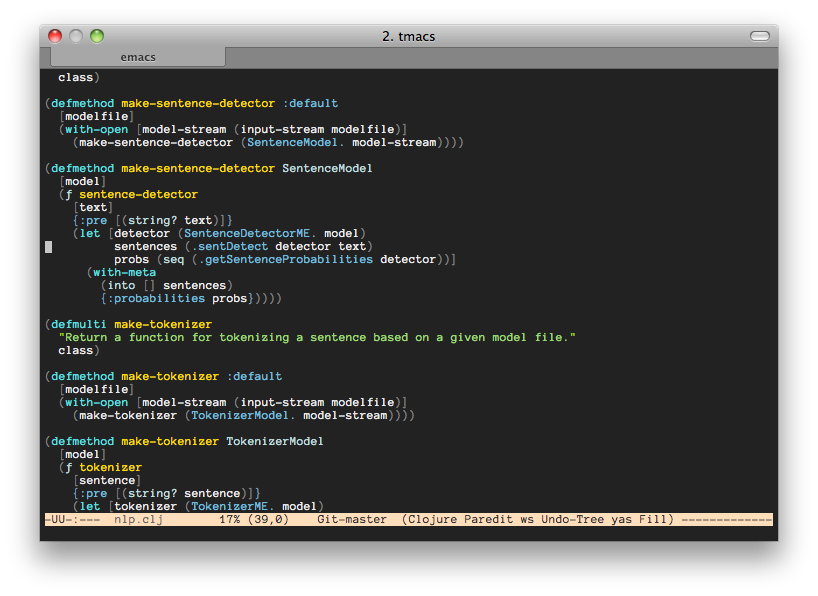 2. tmacs
emacs
  class)

(defmethod make-sentence-detector :default
  [modelfile]
  (with-open [model-stream (input-stream modelfile)]
    (make-sentence-detector (SentenceModel. model-stream))))

(defmethod make-sentence-detector SentenceModel
  [model]
  (ƒ sentence-detector
    [text]
    {:pre [(string? text)]}
    (let [detector (SentenceDetectorME. model)
          sentences (.sentDetect detector text)
          probs (seq (.getSentenceProbabilities detector))]
      (with-meta
        (into [] sentences)
        {:probabilities probs}))))

(defmulti make-tokenizer
  "Return a function for tokenizing a sentence based on a given model file."
  class)

(defmethod make-tokenizer :default
  [modelfile]
  (with-open [model-stream (input-stream modelfile)]
    (make-tokenizer (TokenizerModel. model-stream))))

(defmethod make-tokenizer TokenizerModel
  [model]
  (ƒ tokenizer
    [sentence]
    {:pre [(string? sentence)]}
    (let [tokenizer (TokenizerME. model)
-UU-:---  nlp.clj        17% (39,0)    Git-master  (Clojure Paredit ws Undo-Tree yas Fill) -------------